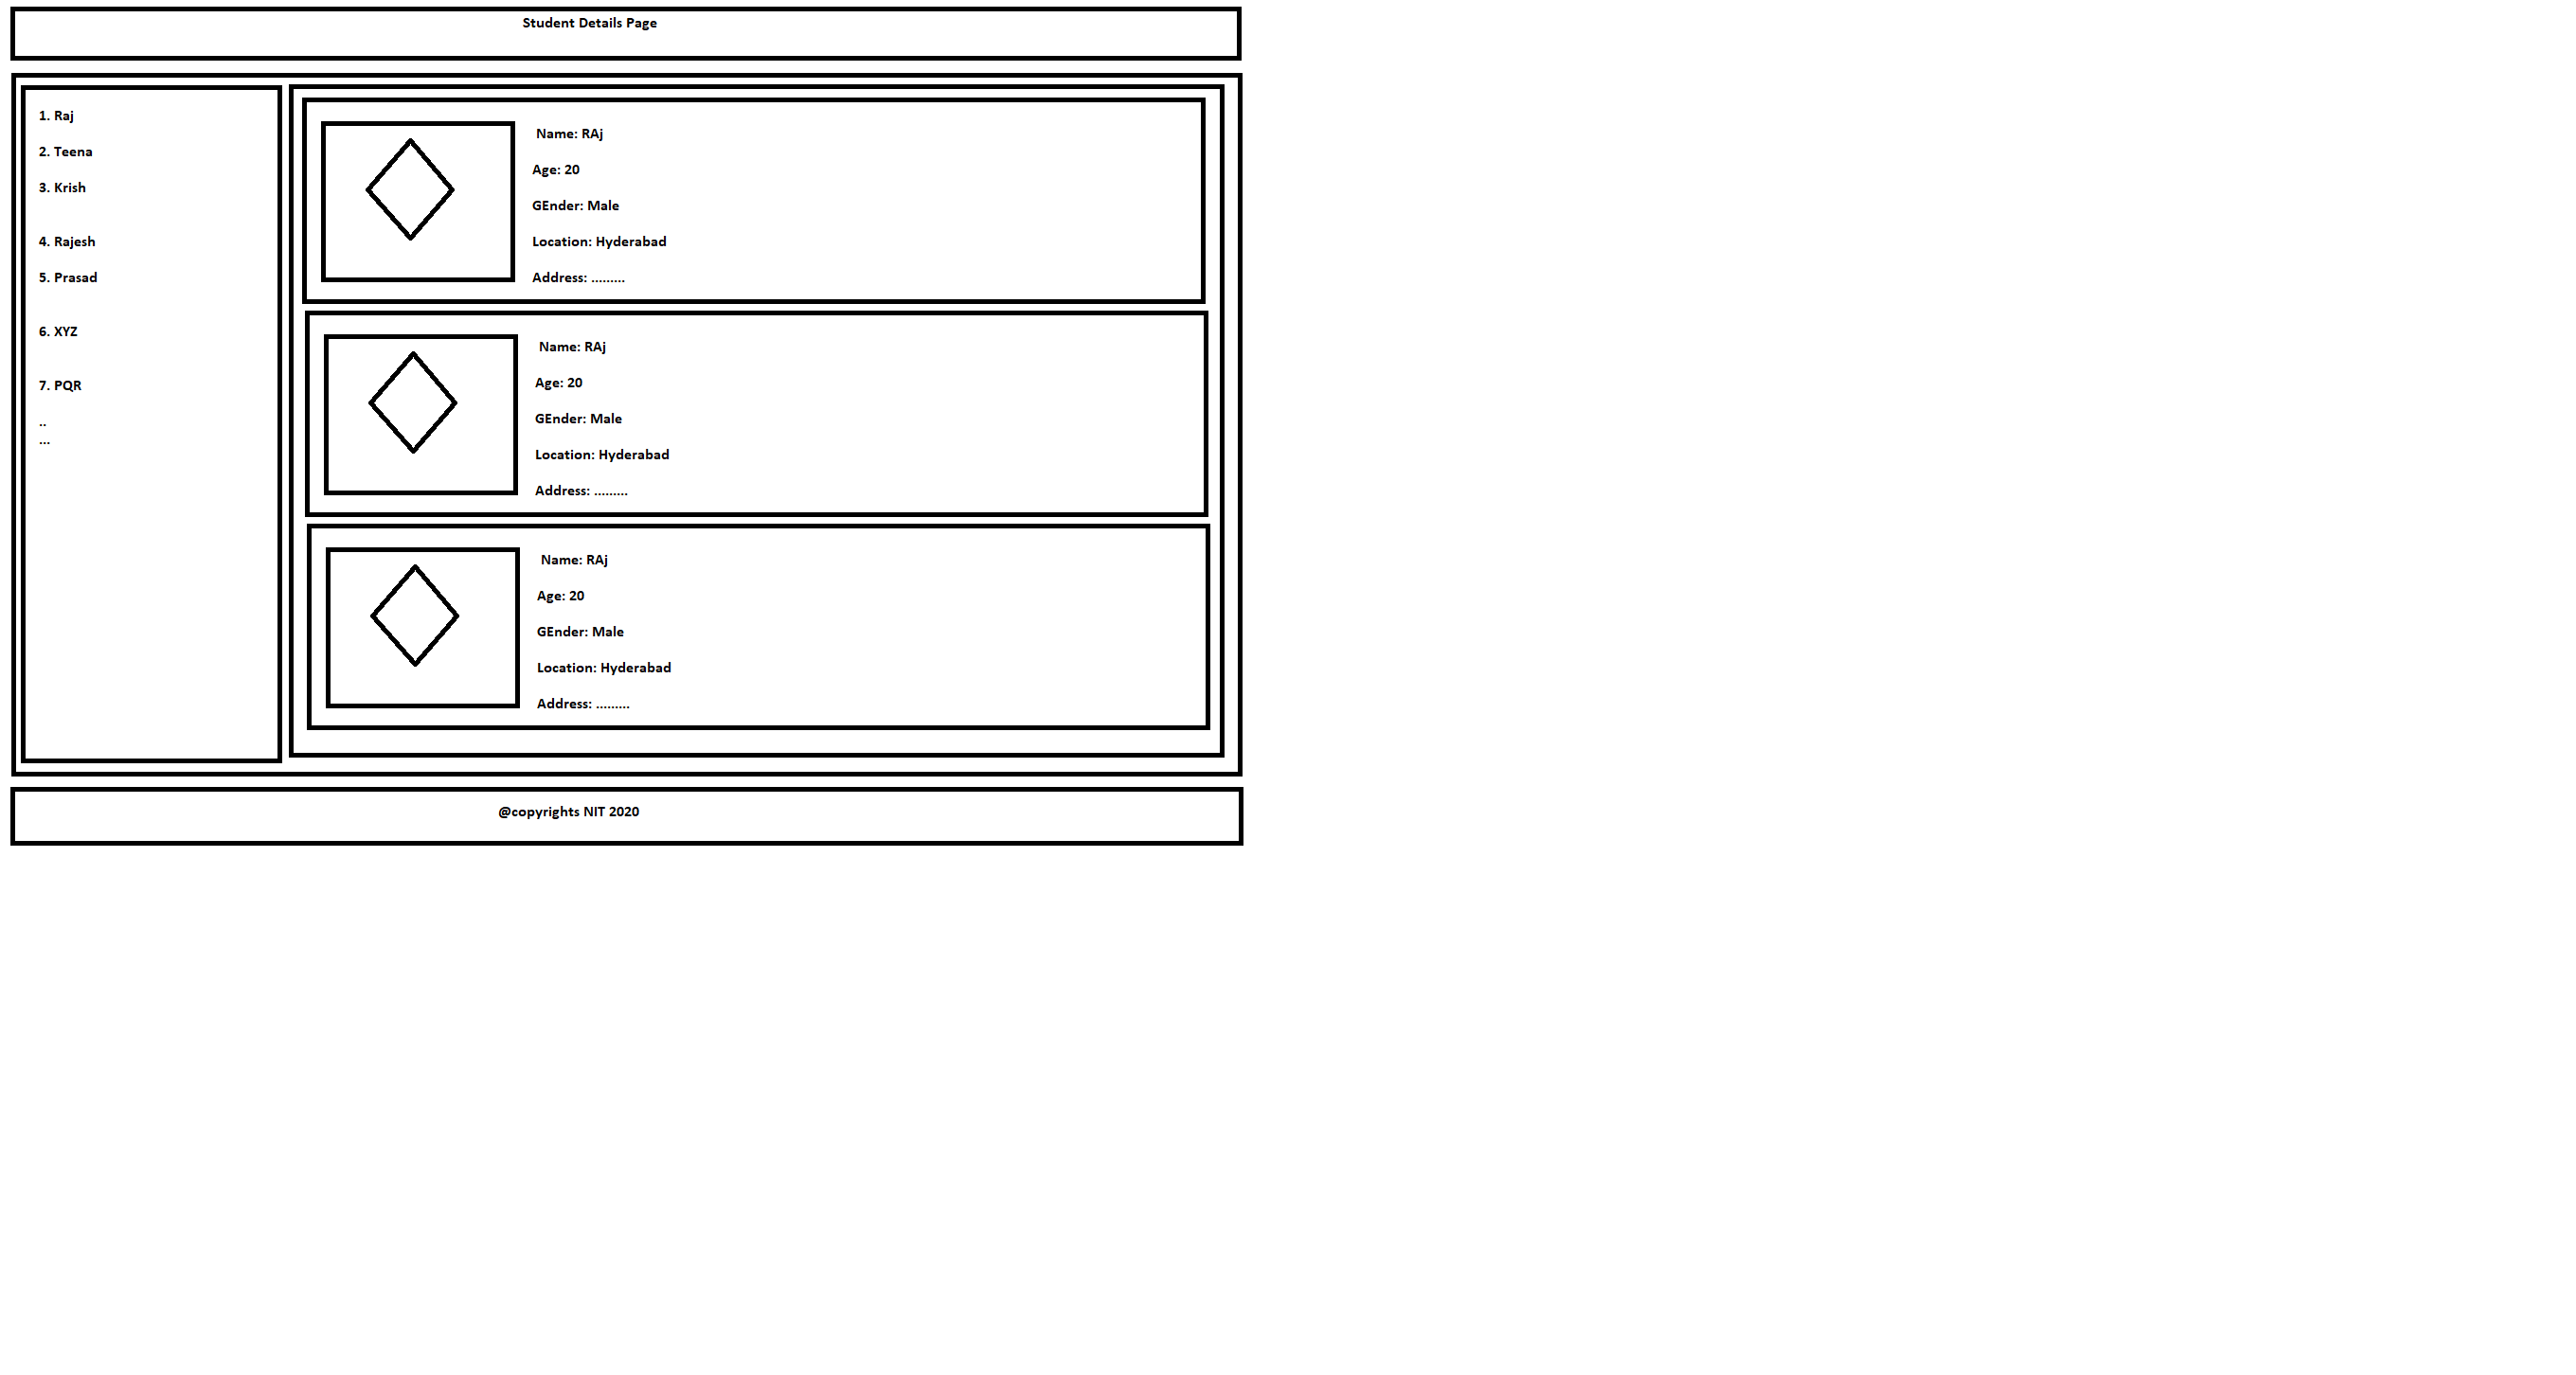 Student Details Page
1. Raj
2. Teena
3. Krish
4. Rajesh
5. Prasad
6. XYZ
7. PQR
..
...
Name: RAj
Age: 20
GEnder: Male
Location: Hyderabad
Address: .........
Name: RAj
Age: 20
GEnder: Male
Location: Hyderabad
Address: .........
Name: RAj
Age: 20
GEnder: Male
Location: Hyderabad
Address: .........
@copyrights NIT 2020